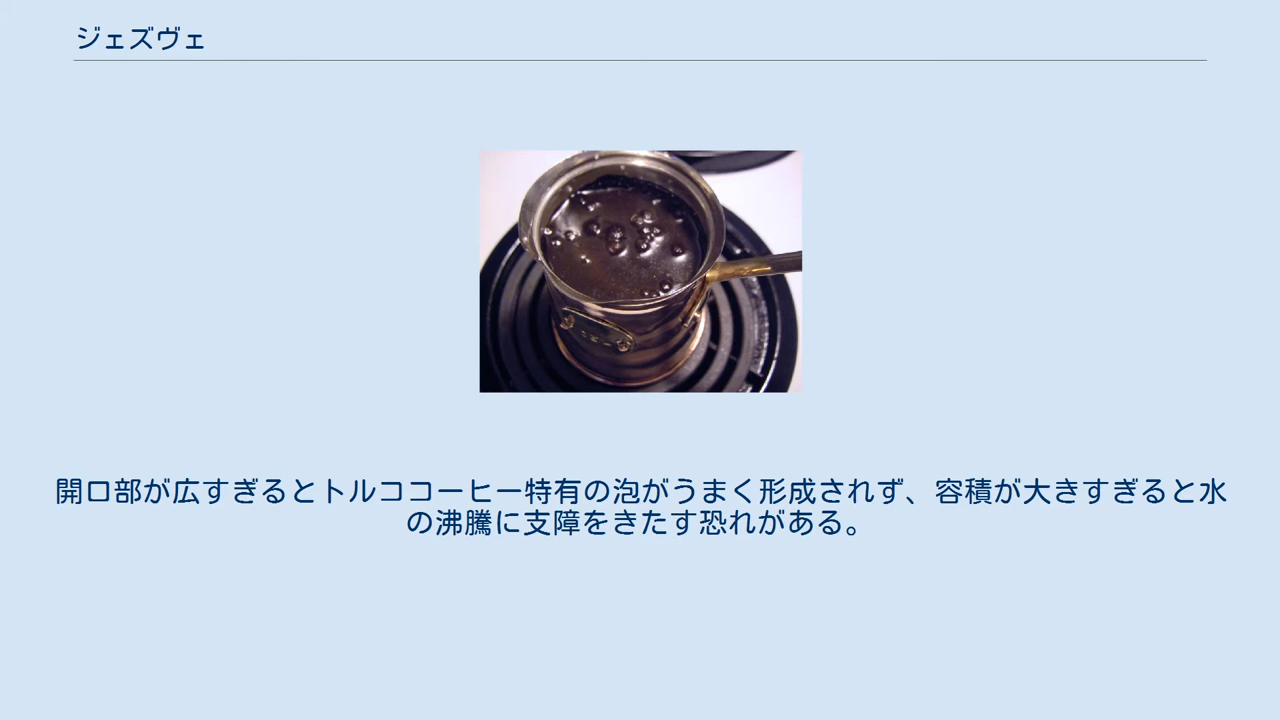 ジェズヴェ
開口部が広すぎるとトルココーヒー特有の泡がうまく形成されず、容積が大きすぎると水
の沸騰に支障をきたす恐れがある。